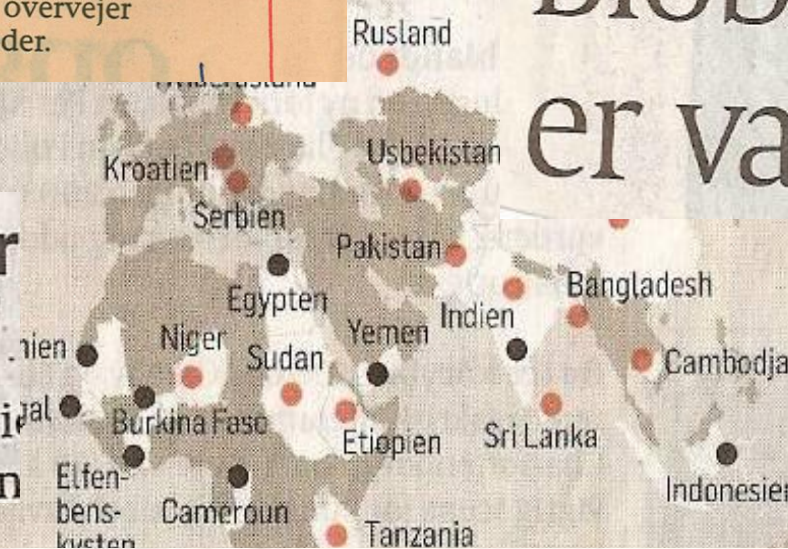 overvejer
der.
Rusland
er
Usbekistan
Kroatien
Serbien
Pakistan
Egypten
Bangladesh
Indien
Niger
Yemen
Sudan
Cambodja
Burkina Faso
Etiopien
Sri Lanka
Elfen-
bens-
kysten
Cameroun
Indonesien
Tanzania